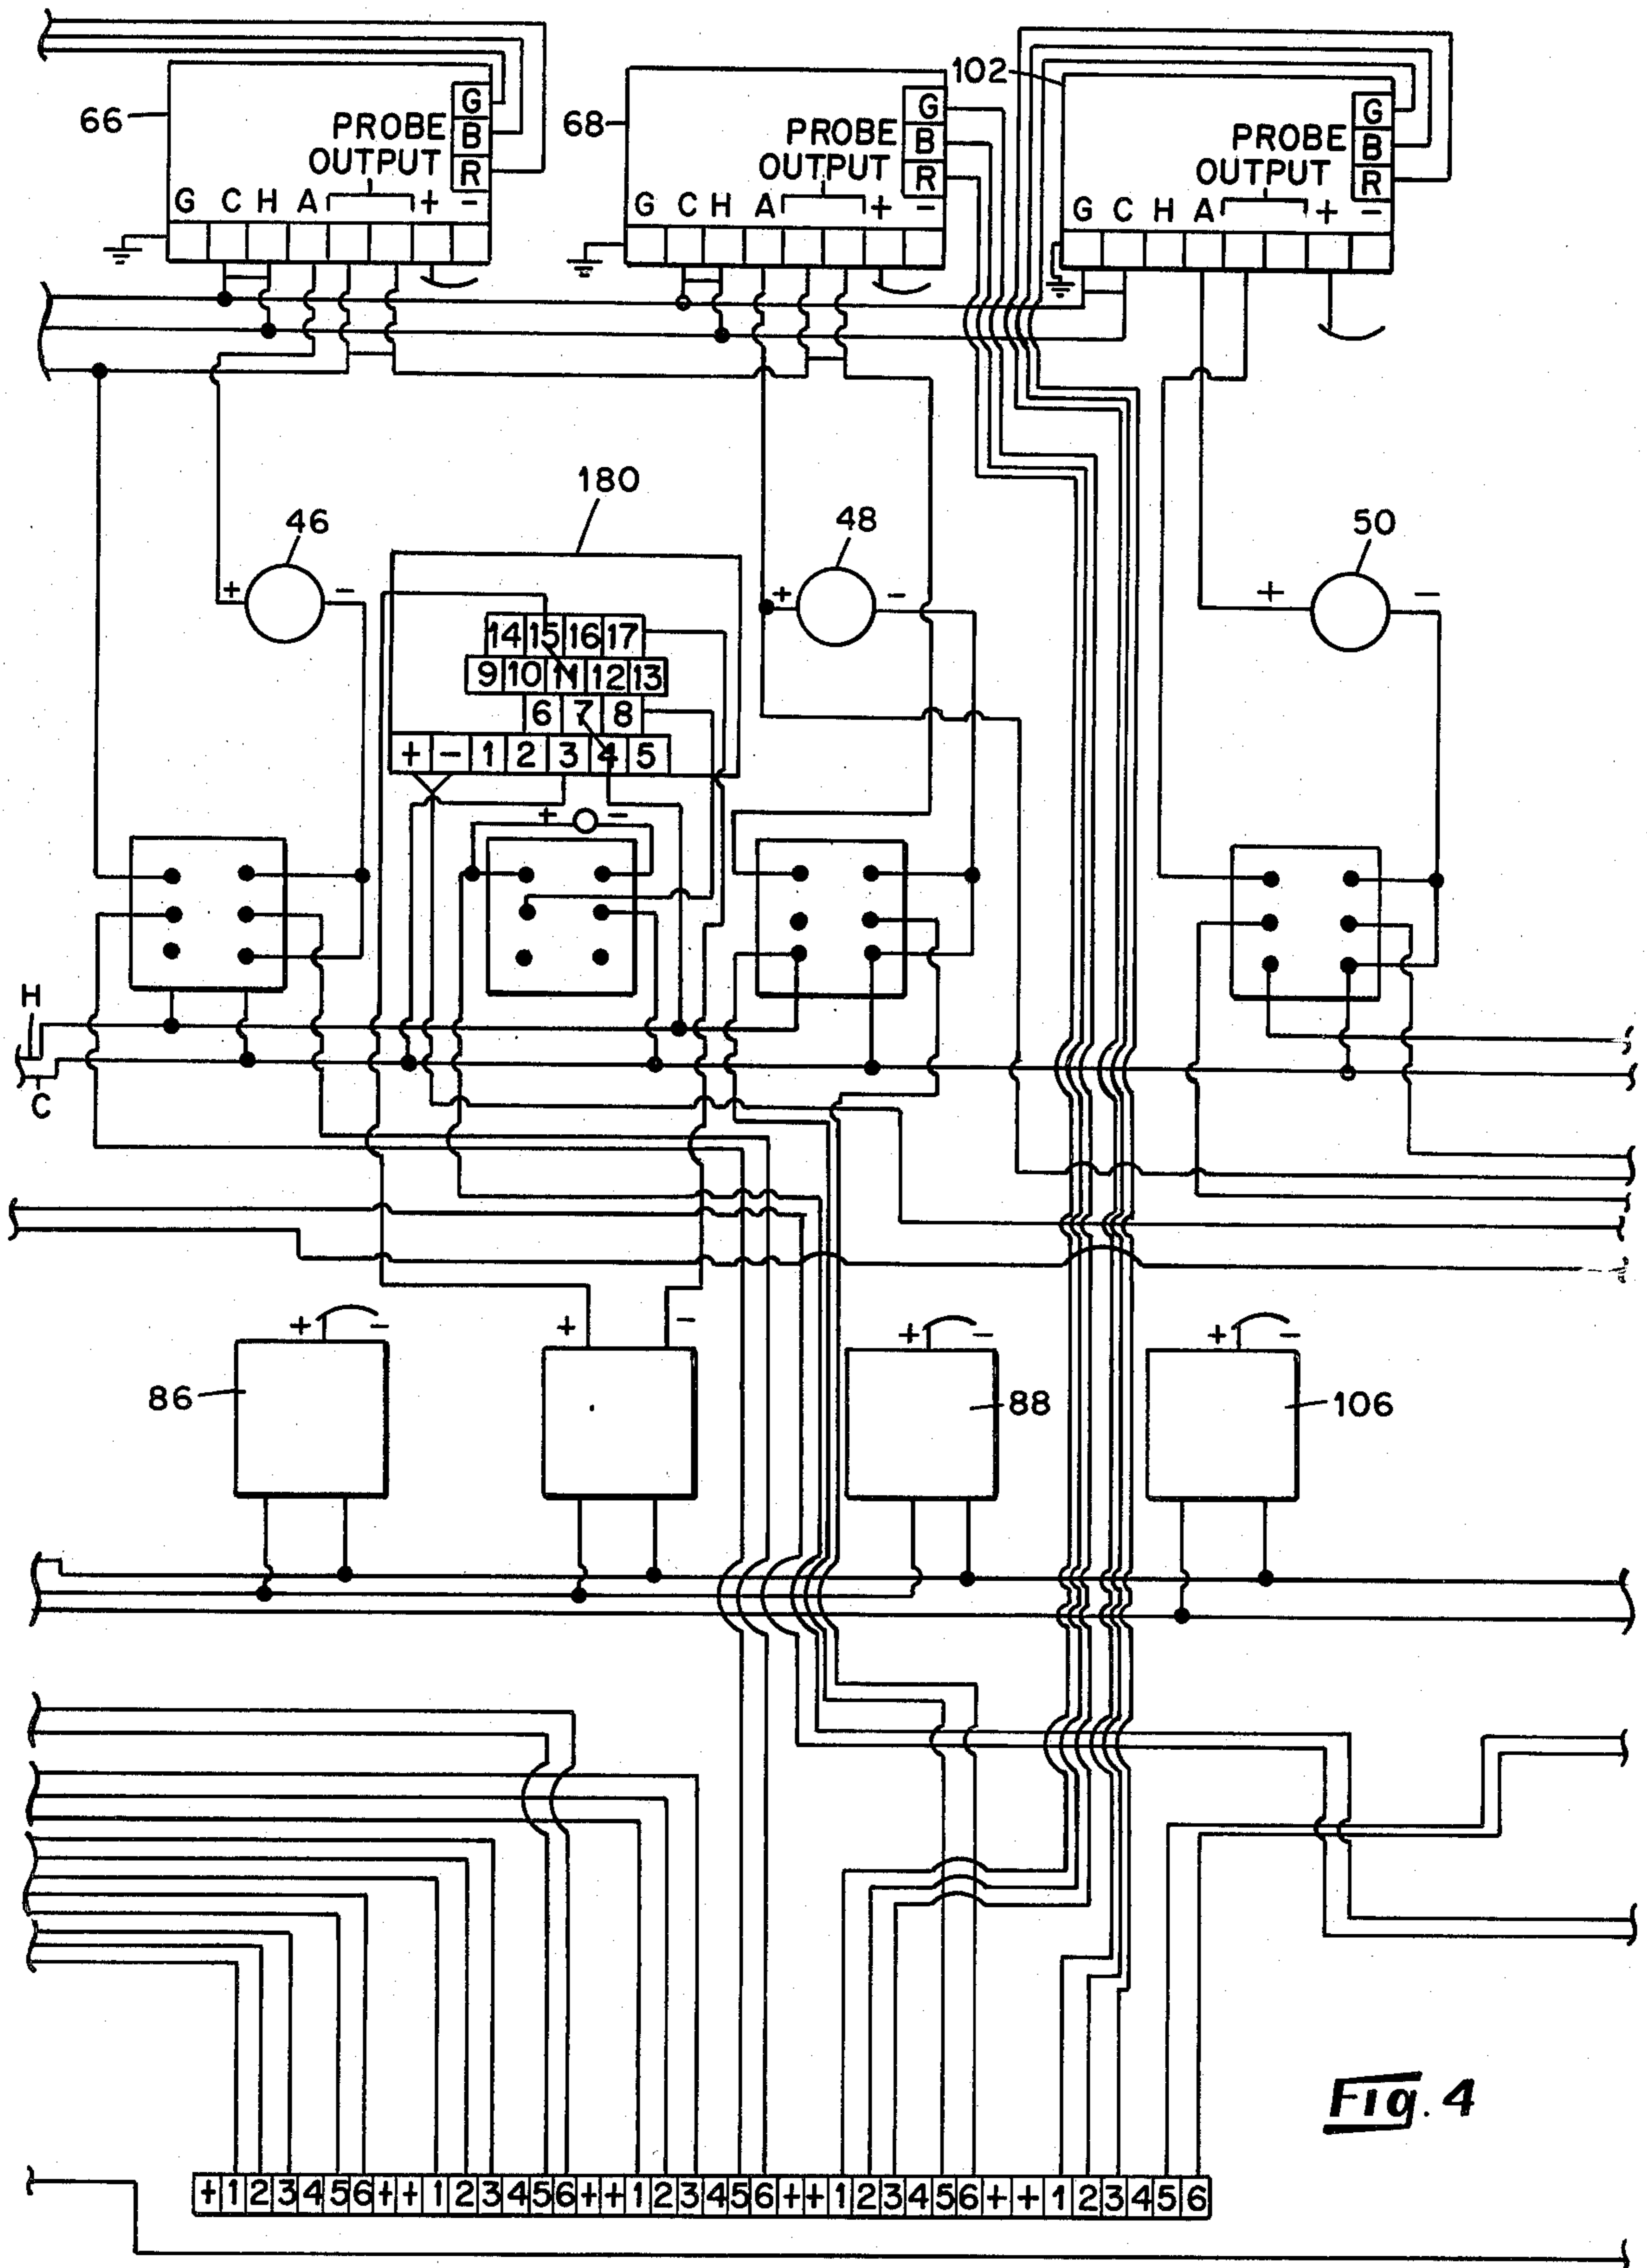 66
PROBE
OUTPUT
G
B
R
G C H A + -
68
PROBE
OUTPUT
G
B
R
G C H A + -
102
PROBE
OUTPUT
G
B
R
G C H A + -
46
+ -
180
14 15 16 17
9 10 11 12 13
6 7 8
+ - 1 2 3 4 5
48
+ -
50
+ -
+ -
H
C
+ -
86
+ -
+ -
88
+ -
106
Fig. 4
+ 1 2 3 4 5 6 + + 1 2 3 4 5 6 + + 1 2 3 4 5 6 + + 1 2 3 4 5 6 + + 1 2 3 4 5 6